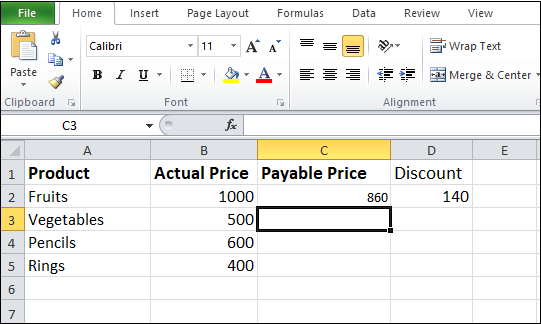 File Home Insert Page Layout Formulas Data Review View
Calibri 11 A A Wrap Text
Paste B I U A Merge & Center
Clipboard Font Alignment
C3 fx
A B C D E
1 Product Actual Price Payable Price Discount
2 Fruits 1000 860 140
3 Vegetables 500
4 Pencils 600
5 Rings 400
6
7